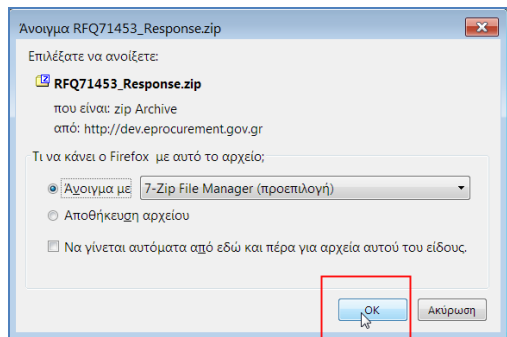 Άνοιγμα RFQ71453_Response.zip
Επιλέξατε να ανοίξετε:
RFQ71453_Response.zip
που είναι: zip Archive
από: http://dev.eprocurement.gov.gr
Τι να κάνει ο Firefox με αυτό το αρχείο;
Άνοιγμα με 7-Zip File Manager (προεπιλογή)
Αποθήκευση αρχείου
Να γίνεται αυτόματα από εδώ και πέρα για αρχεία αυτού του είδους.
OK Ακύρωση